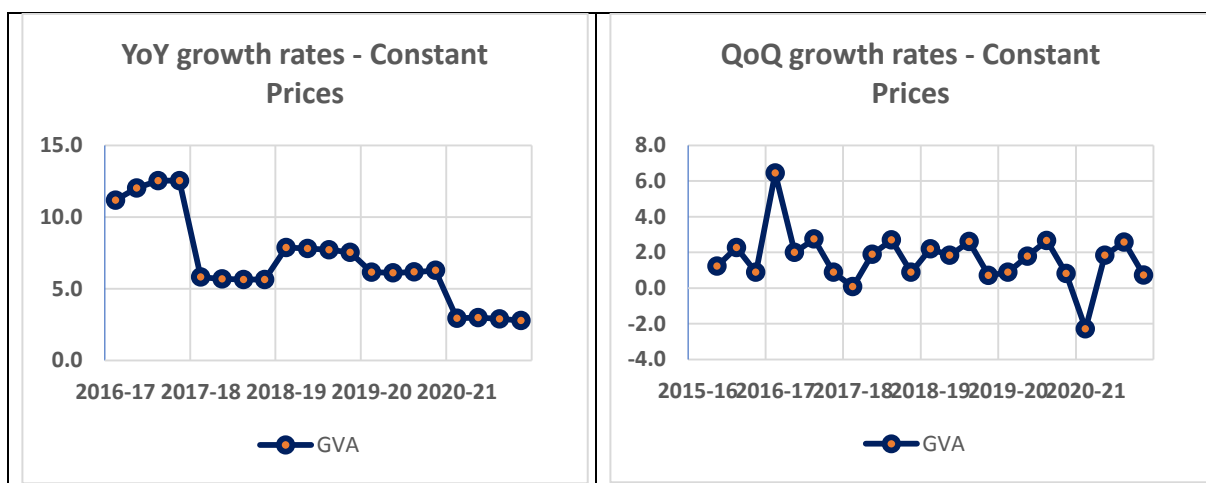 YoY growth rates - Constant
Prices
15.0
10.0
5.0
0.0
2016-17 2017-18 2018-19 2019-20 2020-21
GVA
QoQ growth rates - Constant
Prices
8.0
6.0
4.0
2.0
0.0
-2.0
-4.0
2015-16 2016-17 2017-18 2018-19 2019-20 2020-21
GVA